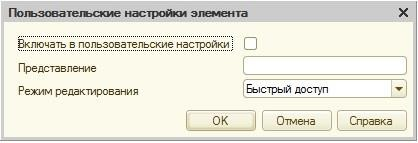 Пользовательские настройки элемента
Включать в пользовательские настройки
Представление
Режим редактирования Быстрый доступ
OK Отмена Справка